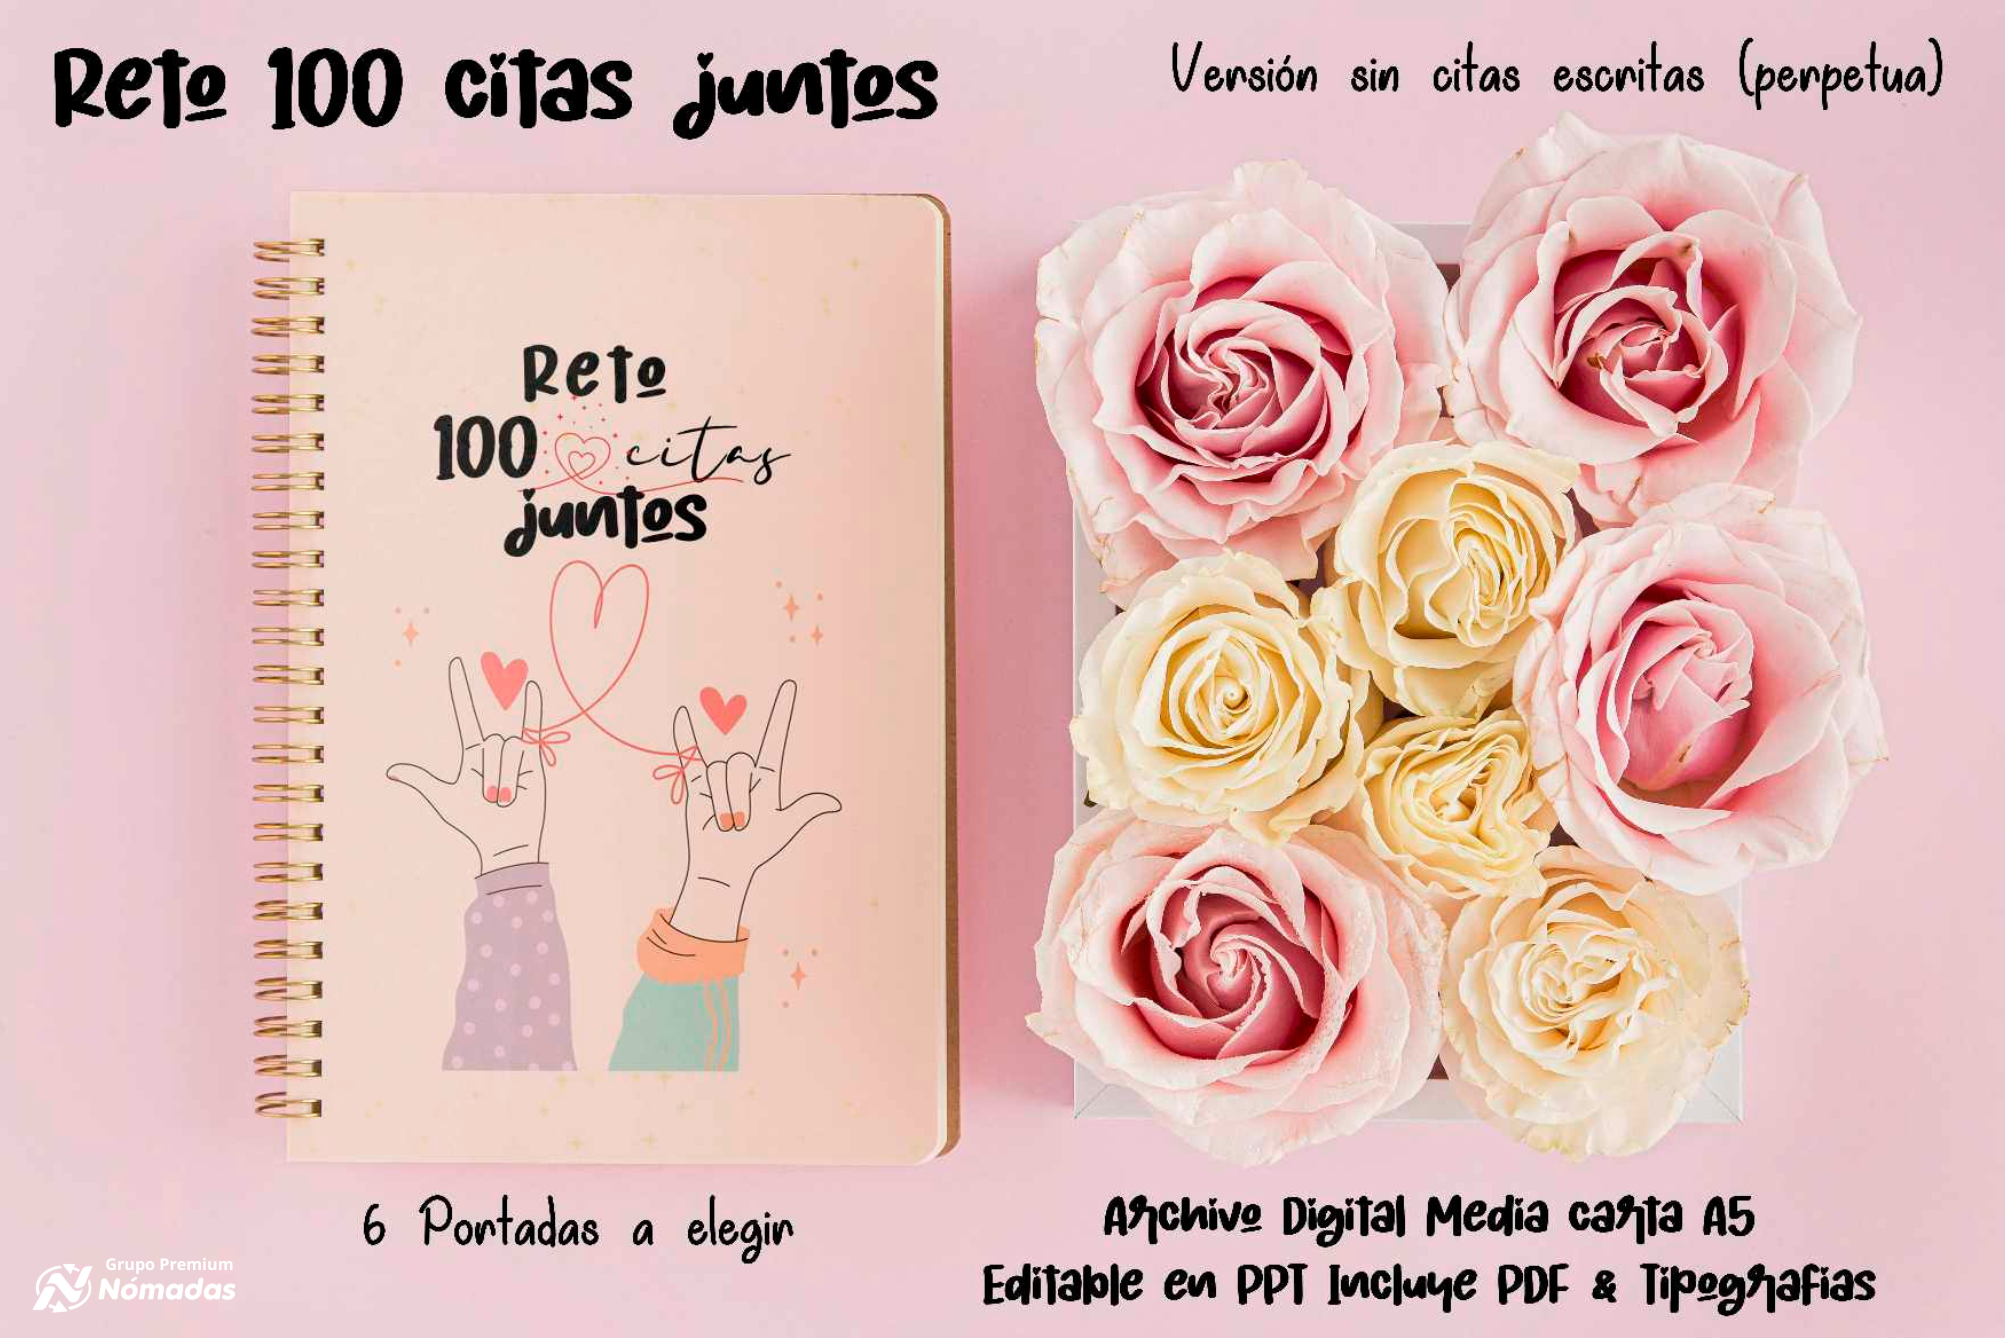 Reto 100 citas juntos
Versión sin citas escritas (perpetua)
Reto
100 citas
juntos
6 Portadas a elegir
Archivo Digital Media carta A5
Editable en PPT Incluye PDF & Tipografias
Grupo Premium
Nómadas